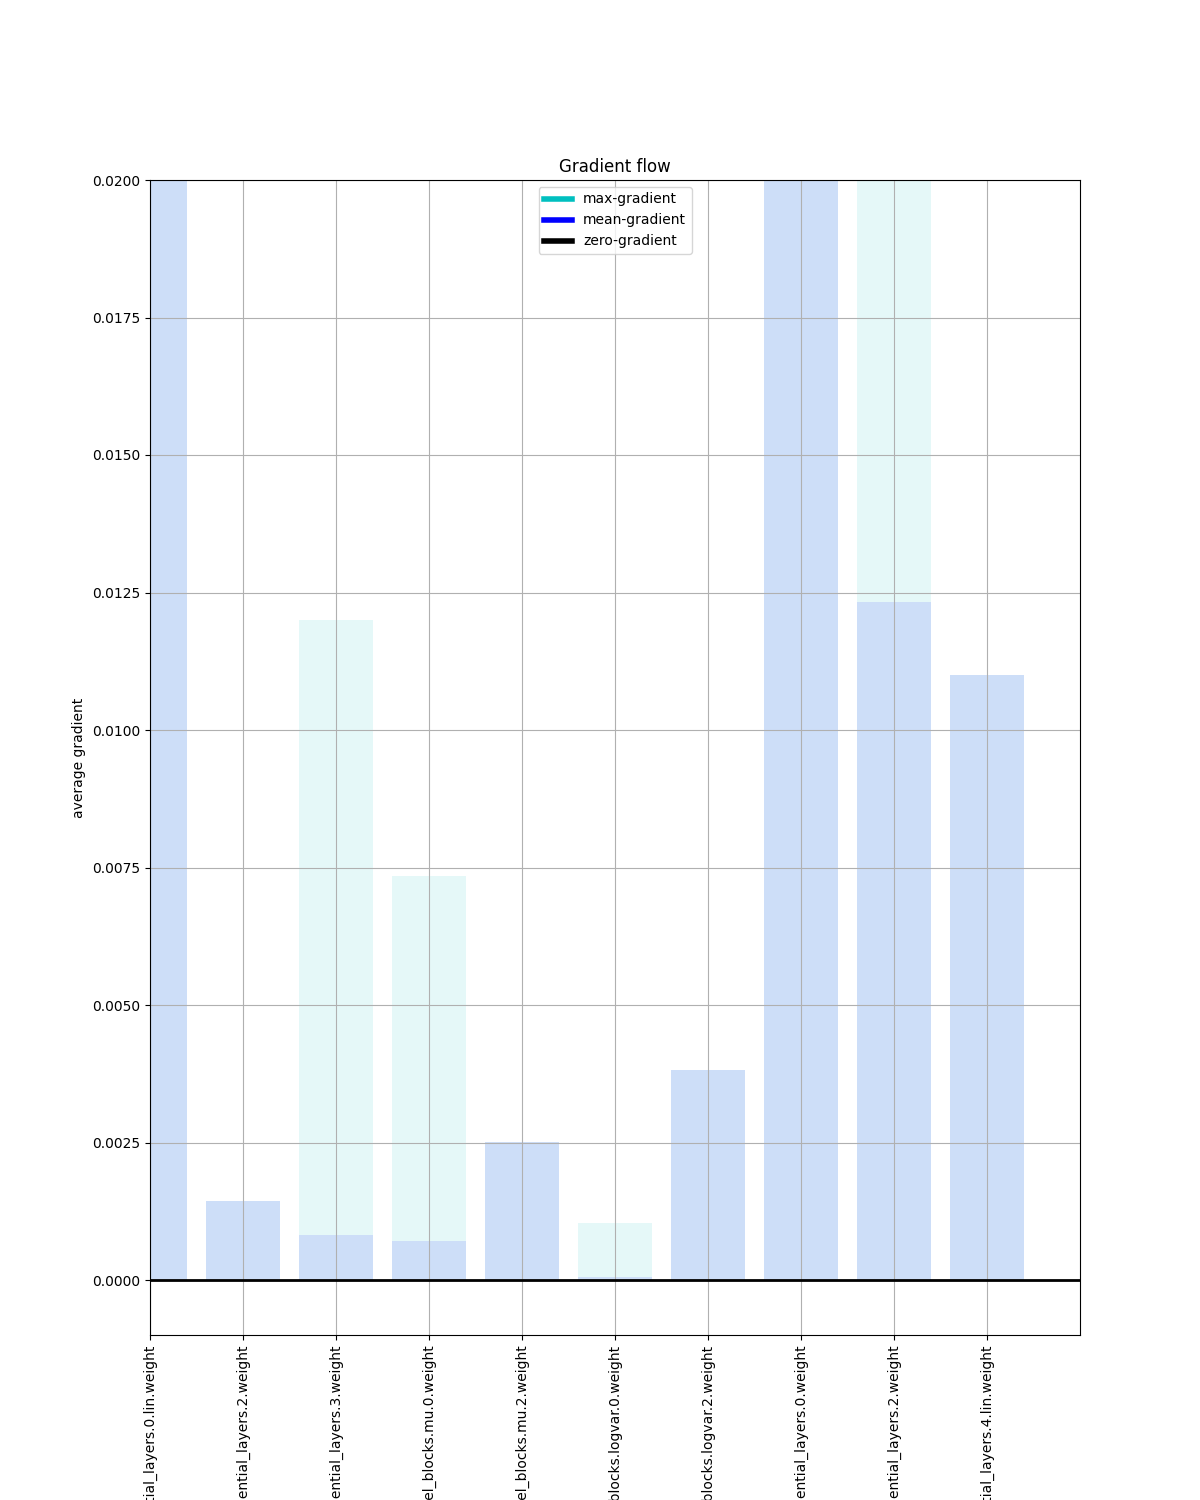 Gradient flow
max-gradient
mean-gradient
zero-gradient
0.0200
0.0175
0.0150
0.0125
0.0100
0.0075
0.0050
0.0025
0.0000
average gradient
tial_layers.0.lin.weight
ential_layers.2.weight
ential_layers.3.weight
el_blocks.mu.0.weight
el_blocks.mu.2.weight
blocks.logvar.0.weight
blocks.logvar.2.weight
ential_layers.0.weight
ential_layers.2.weight
tial_layers.4.lin.weight